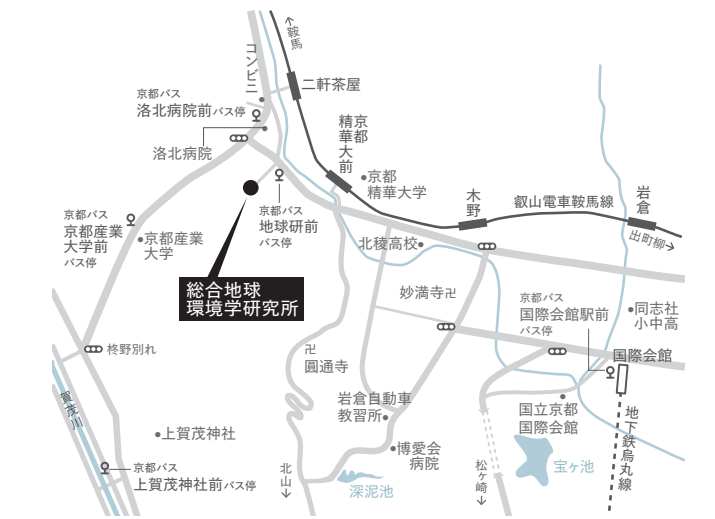 ←鞍馬
コンビニ
二軒茶屋
京都バス
洛北病院前バス停
洛北病院
京都
精華
大前
京都
精華大学
木野
叡山電車鞍馬線
岩倉
出町柳→
京都バス
京都産業
大学前
バス停
京都産業
大学
京都バス
地球研前
バス停
北稜高校
総合地球
環境学研究所
妙満寺卍
京都バス
国際会館駅前
バス停
同志社
小中高
国際会館
柊野別れ
卍
圓通寺
賀茂川
岩倉自動車
教習所
国立京都
国際会館
地下鉄烏丸線
上賀茂神社
博愛会
病院
京都バス
上賀茂神社前バス停
北山↓
深泥池
松ヶ崎↓
宝ヶ池